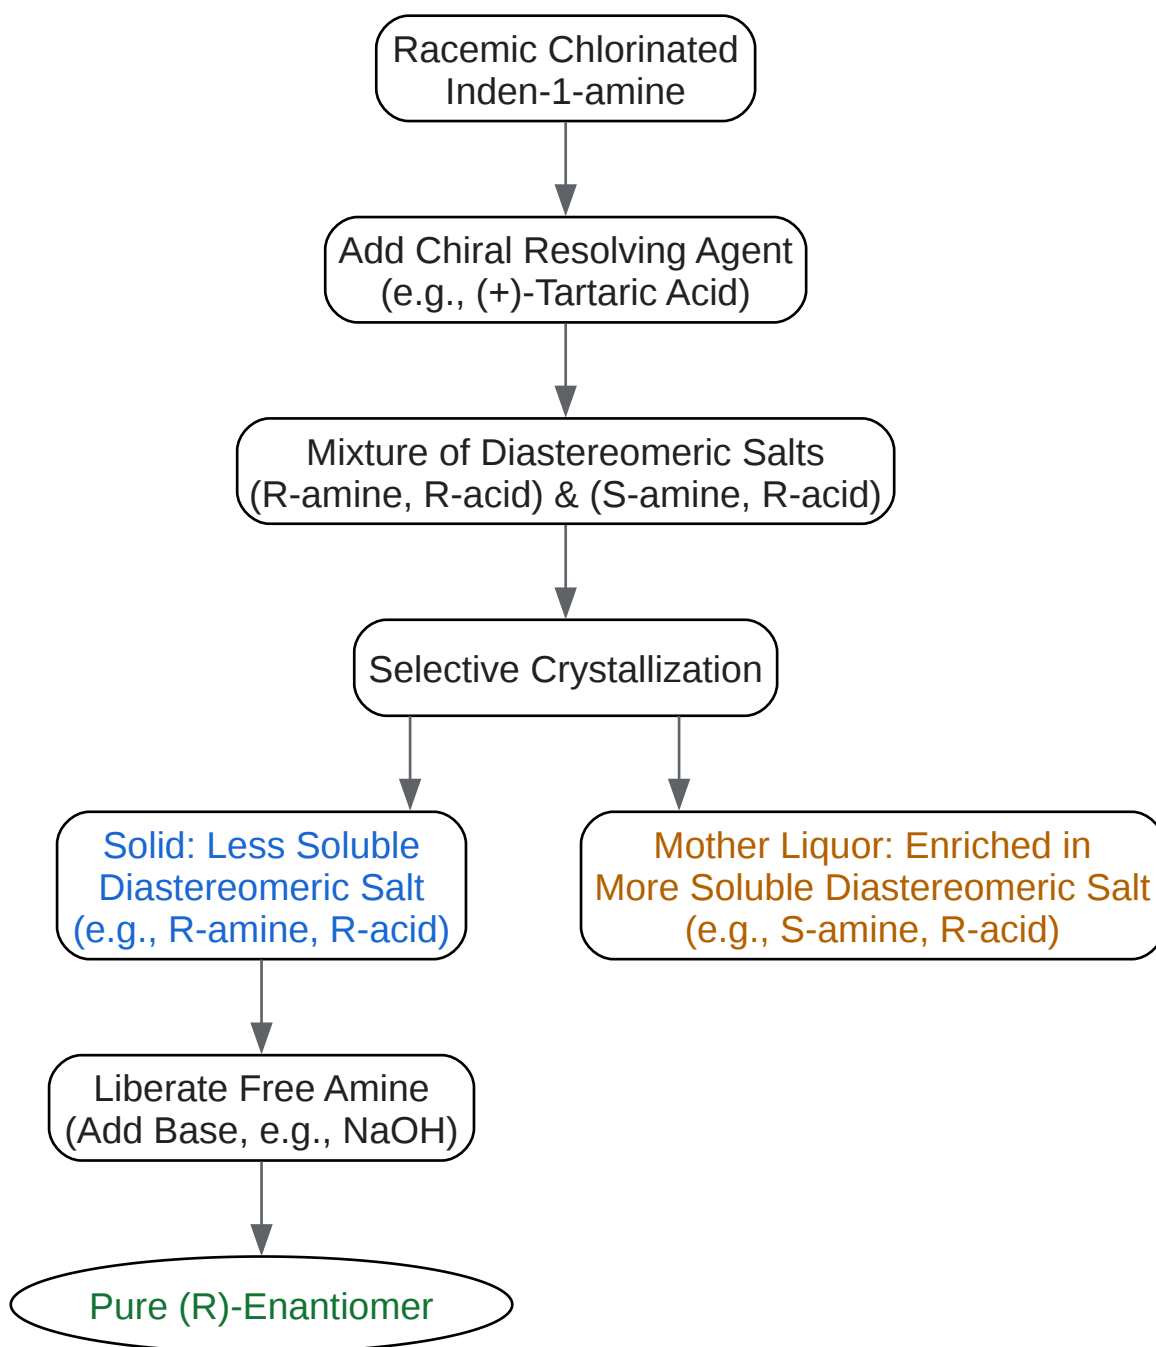 Racemic Chlorinated
Inden-1-amine
Add Chiral Resolving Agent
(e.g., (+)-Tartaric Acid)
Mixture of Diastereomeric Salts
(R-amine, R-acid) & (S-amine, R-acid)
Selective Crystallization
Solid: Less Soluble
Diastereomeric Salt
(e.g., R-amine, R-acid)
Mother Liquor: Enriched in
More Soluble Diastereomeric Salt
(e.g., S-amine, R-acid)
Liberate Free Amine
(Add Base, e.g., NaOH)
Pure (R)-Enantiomer